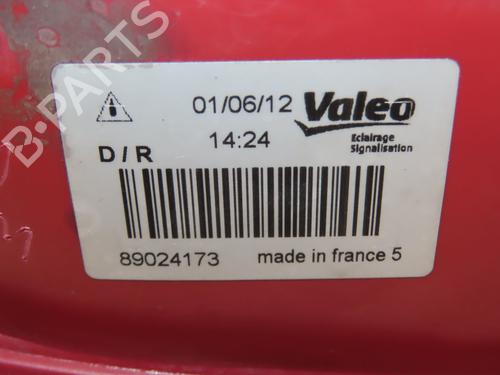 01/06/12 Valeo
14:24 Eclairage
Signalisation
D/R
89024173 made in france 5
B-PARTS